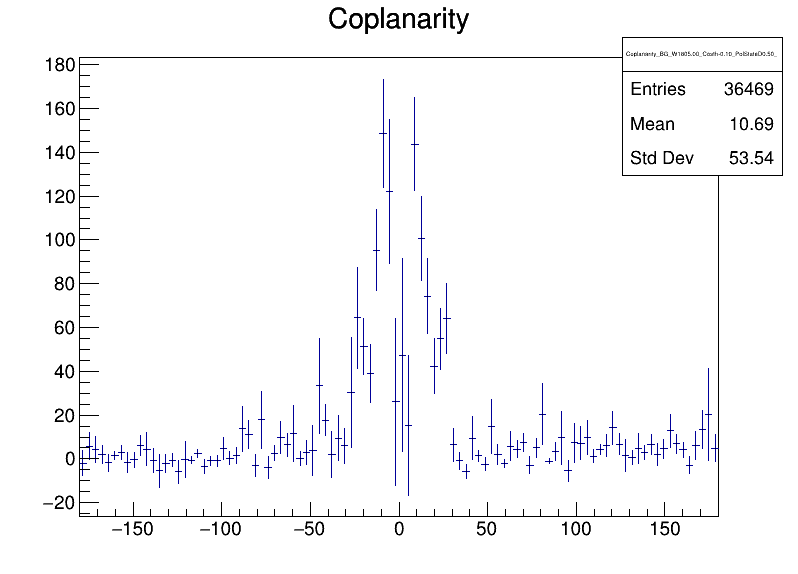 Coplanarity
Coplanarity_BG_W1805.00_Costh-0.10_PolStateD0.50_
Entries 36469
Mean 10.69
Std Dev 53.54
180
160
140
120
100
80
60
40
20
0
−20
−150 −100 −50 0 50 100 150